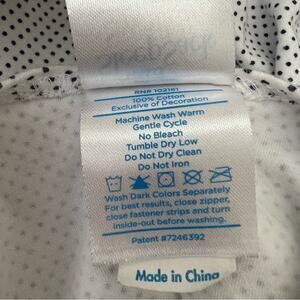 RNR 102181
100% Cotton
Exclusive of Decoration
Machine Wash Warm
Gentle Cycle
No Bleach
Tumble Dry Low
Do Not Dry Clean
Do Not Iron
Wash Dark Colors Separately
For best results, close zipper,
close fastener strips and turn
inside-out before washing.
Patent #7246392
Made in China